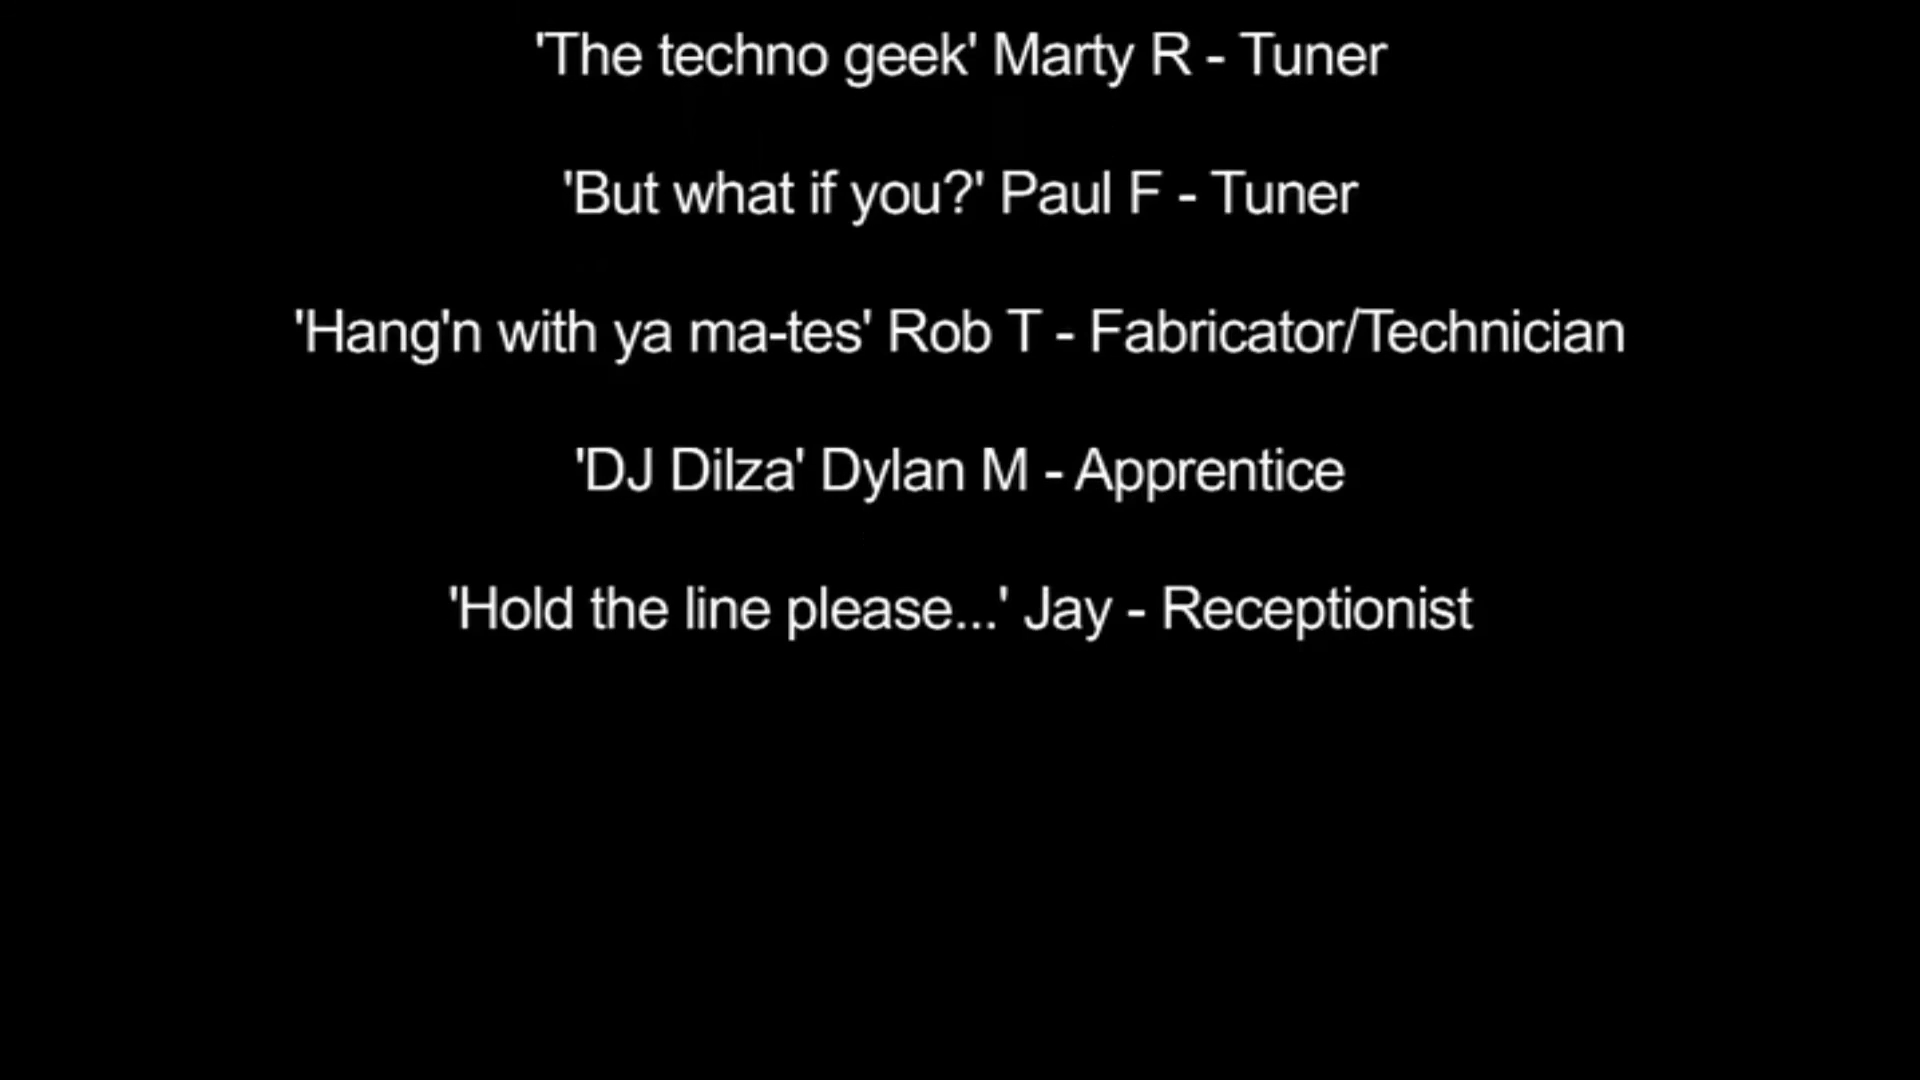 'The techno geek' Marty R - Tuner
'But what if you?' Paul F - Tuner
'Hang'n with ya ma-tes' Rob T - Fabricator/Technician
'DJ Dilza' Dylan M - Apprentice
'Hold the line please...' Jay - Receptionist